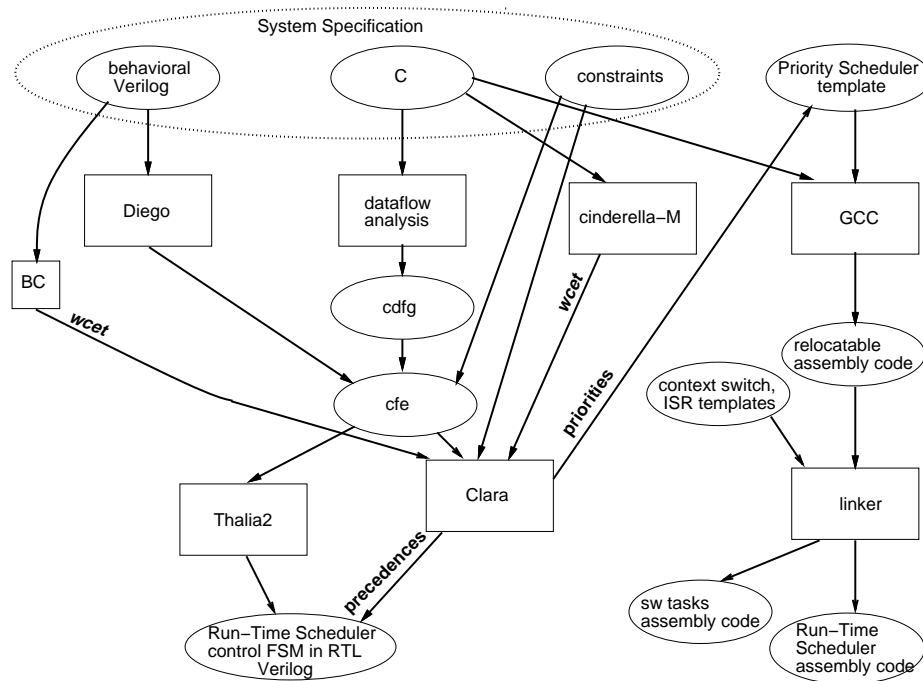 System Specification
behavioral
Verilog
C
constraints
Priority Scheduler
template
Diego
dataflow
analysis
cinderella−M
GCC
BC
wcet
cdfg
wcet
priorities
relocatable
assembly code
context switch,
ISR templates
cfe
Clara
linker
Thalia2
precedences
sw tasks
assembly code
Run−Time Scheduler
control FSM in RTL
Verilog
Run−Time
Scheduler
assembly code